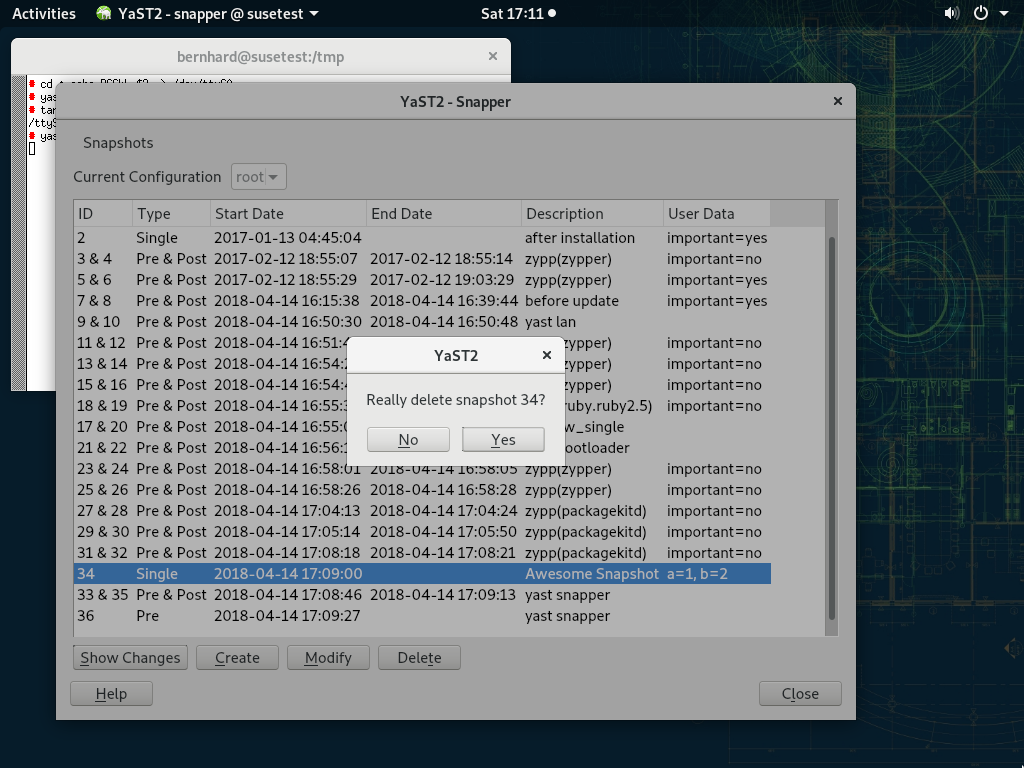 Activities YaST2 - snapper @ susetest Sat 17:11
bernhard@susetest:/tmp
cd
yas
tar
/ttyS
yas
YaST2 - Snapper
Snapshots
Current Configuration root
ID Type Start Date End Date Description User Data
2 Single 2017-01-13 04:45:04 after installation important=yes
3 & 4 Pre & Post 2017-02-12 18:55:07 2017-02-12 18:55:14 zypp(zypper) important=no
5 & 6 Pre & Post 2017-02-12 18:55:29 2017-02-12 19:03:29 zypp(zypper) important=yes
7 & 8 Pre & Post 2018-04-14 16:15:38 2018-04-14 16:39:44 before update important=yes
9 & 10 Pre & Post 2018-04-14 16:50:30 2018-04-14 16:50:48 yast lan
11 & 12 Pre & Post 2018-04-14 16:51:4 zypper) important=no
13 & 14 Pre & Post 2018-04-14 16:54: zypper) important=no
15 & 16 Pre & Post 2018-04-14 16:54:4 zypper) important=no
18 & 19 Pre & Post 2018-04-14 16:55: ruby.ruby2.5) important=no
17 & 20 Pre & Post 2018-04-14 16:55:0 w_single
21 & 22 Pre & Post 2018-04-14 16:56:1 ootloader
23 & 24 Pre & Post 2018-04-14 16:58:01 2018-04-14 16:58:05 zypp(zypper) important=no
25 & 26 Pre & Post 2018-04-14 16:58:26 2018-04-14 16:58:28 zypp(zypper) important=no
27 & 28 Pre & Post 2018-04-14 17:04:13 2018-04-14 17:04:24 zypp(packagekitd) important=no
29 & 30 Pre & Post 2018-04-14 17:05:14 2018-04-14 17:05:50 zypp(packagekitd) important=no
31 & 32 Pre & Post 2018-04-14 17:08:18 2018-04-14 17:08:21 zypp(packagekitd) important=no
34 Single 2018-04-14 17:09:00 Awesome Snapshot a=1, b=2
33 & 35 Pre & Post 2018-04-14 17:08:46 2018-04-14 17:09:13 yast snapper
36 Pre 2018-04-14 17:09:27 yast snapper
YaST2
Really delete snapshot 34?
No Yes
Show Changes Create Modify Delete
Help Close